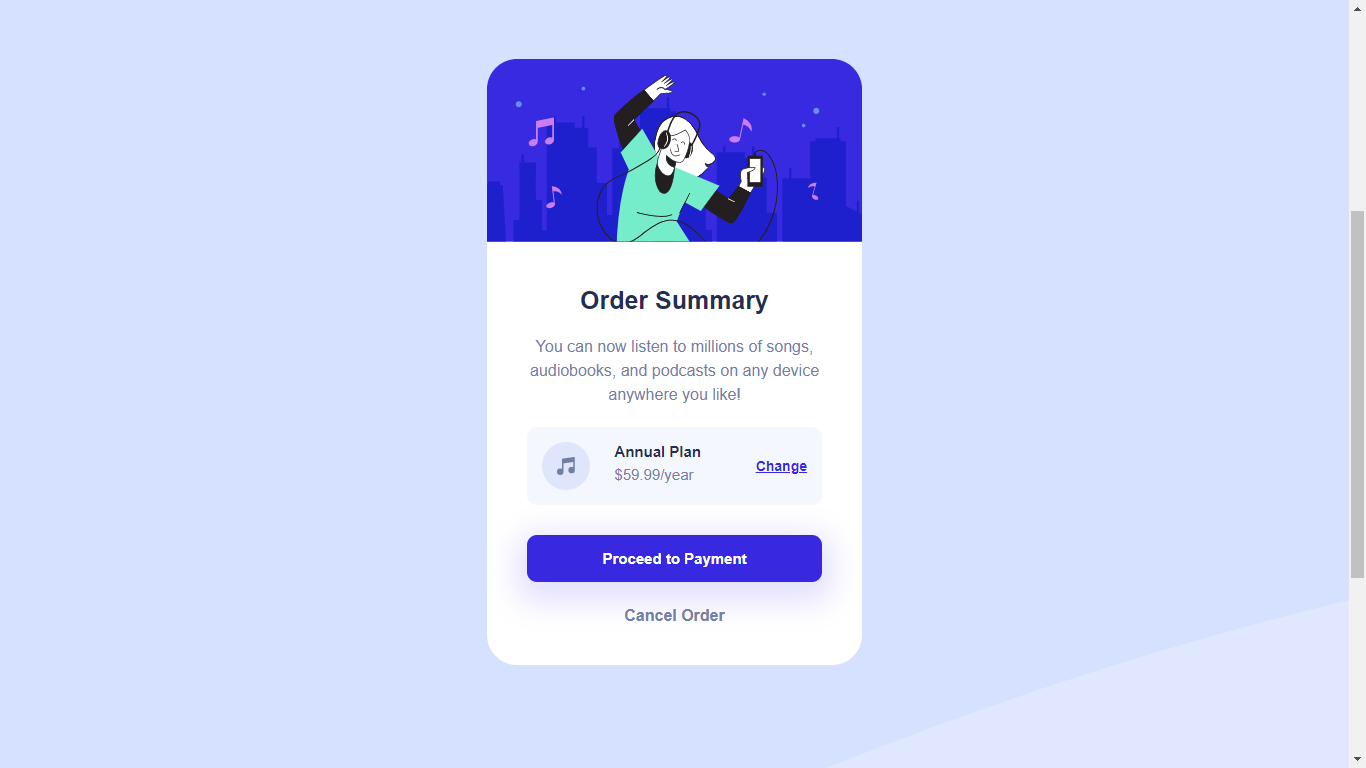 Order Summary
You can now listen to millions of songs,
audiobooks, and podcasts on any device
anywhere you like!
Annual Plan
$59.99/year
Change
Proceed to Payment
Cancel Order